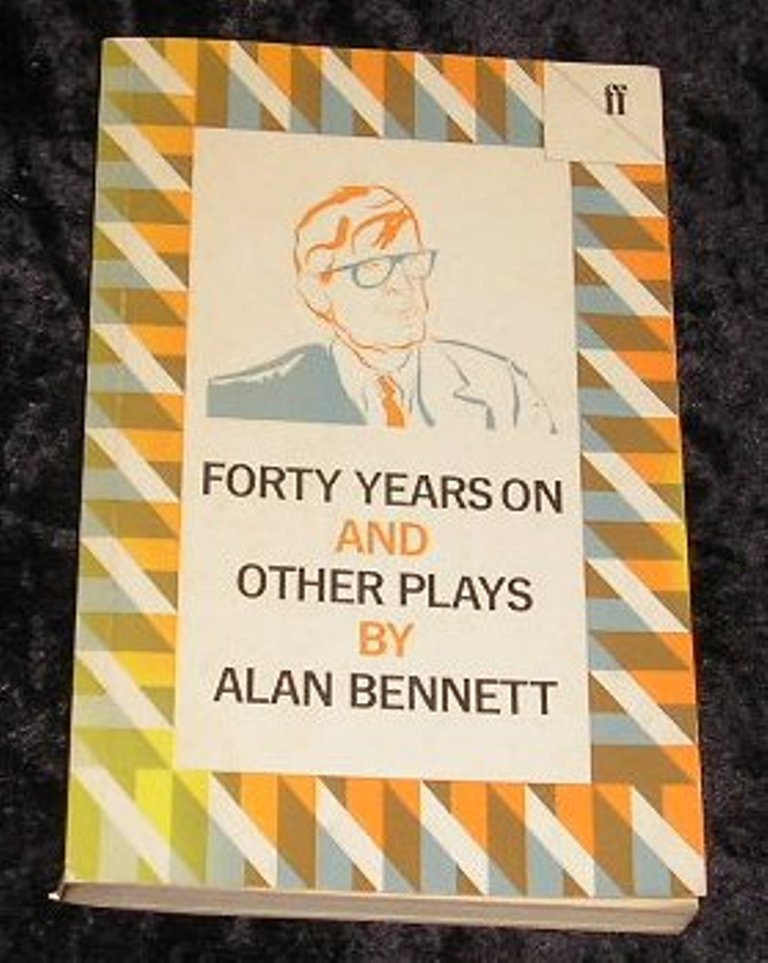 ff
FORTY YEARS ON
AND
OTHER PLAYS
BY
ALAN BENNETT